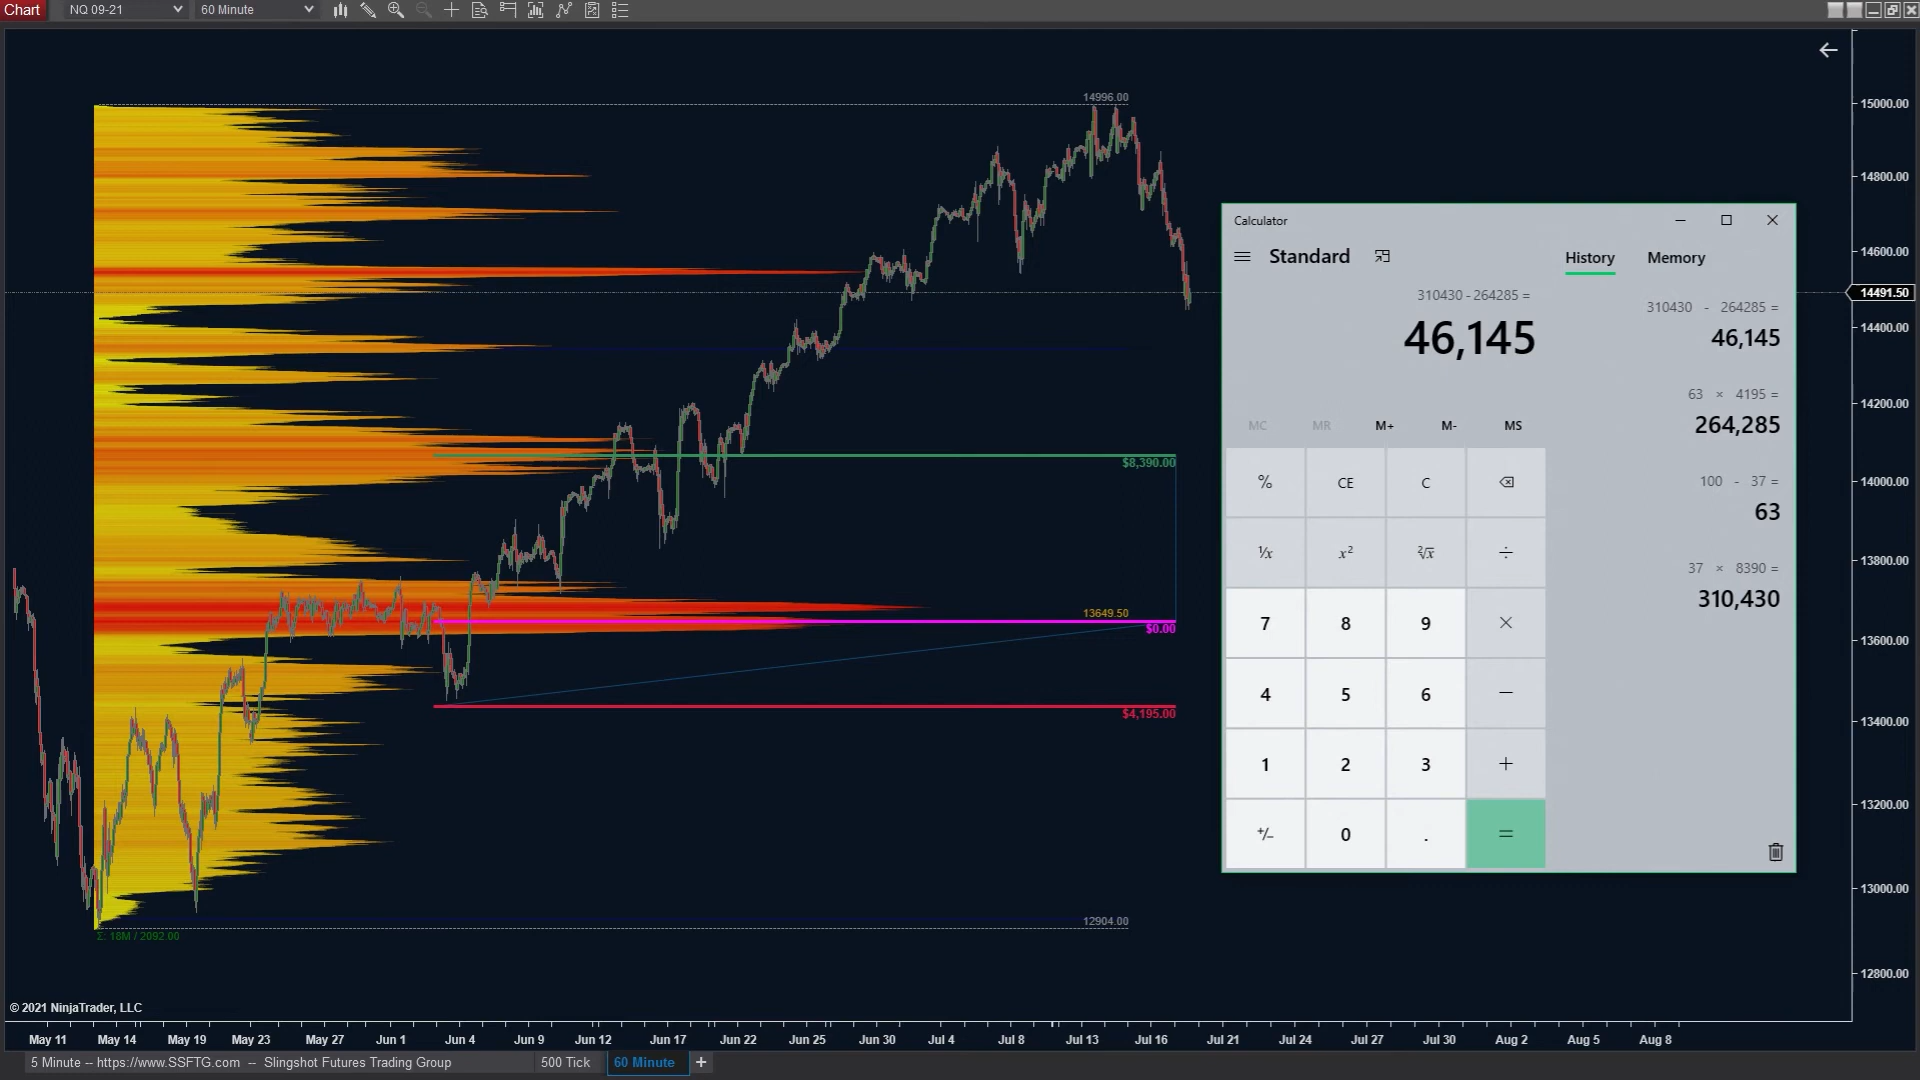 Chart NQ 09-21 60 Minute
14996.00
15000.00
14800.00
14600.00
14491.50
14400.00
14200.00
14000.00
13800.00
13600.00
13400.00
13200.00
13000.00
12800.00
$8,390.00
13649.50
$0.00
$4,195.00
12904.00
Σ: 18M / 2092.00
Calculator
Standard
History Memory
310430 - 264285 =
46,145
310430 - 264285 =
46,145
63 × 4195 =
264,285
100 - 37 =
63
37 × 8390 =
310,430
MC MR M+ M- MS
% CE C
¹/x x² ²√x ÷
7 8 9 ×
4 5 6 −
1 2 3 +
+/− 0 . =
© 2021 NinjaTrader, LLC
May 11 May 14 May 19 May 23 May 27 Jun 1 Jun 4 Jun 9 Jun 12 Jun 17 Jun 22 Jun 25 Jun 30 Jul 4 Jul 8 Jul 13 Jul 16 Jul 21 Jul 24 Jul 27 Jul 30 Aug 2 Aug 5 Aug 8
5 Minute -- https://www.SSFTG.com -- Slingshot Futures Trading Group 500 Tick 60 Minute +